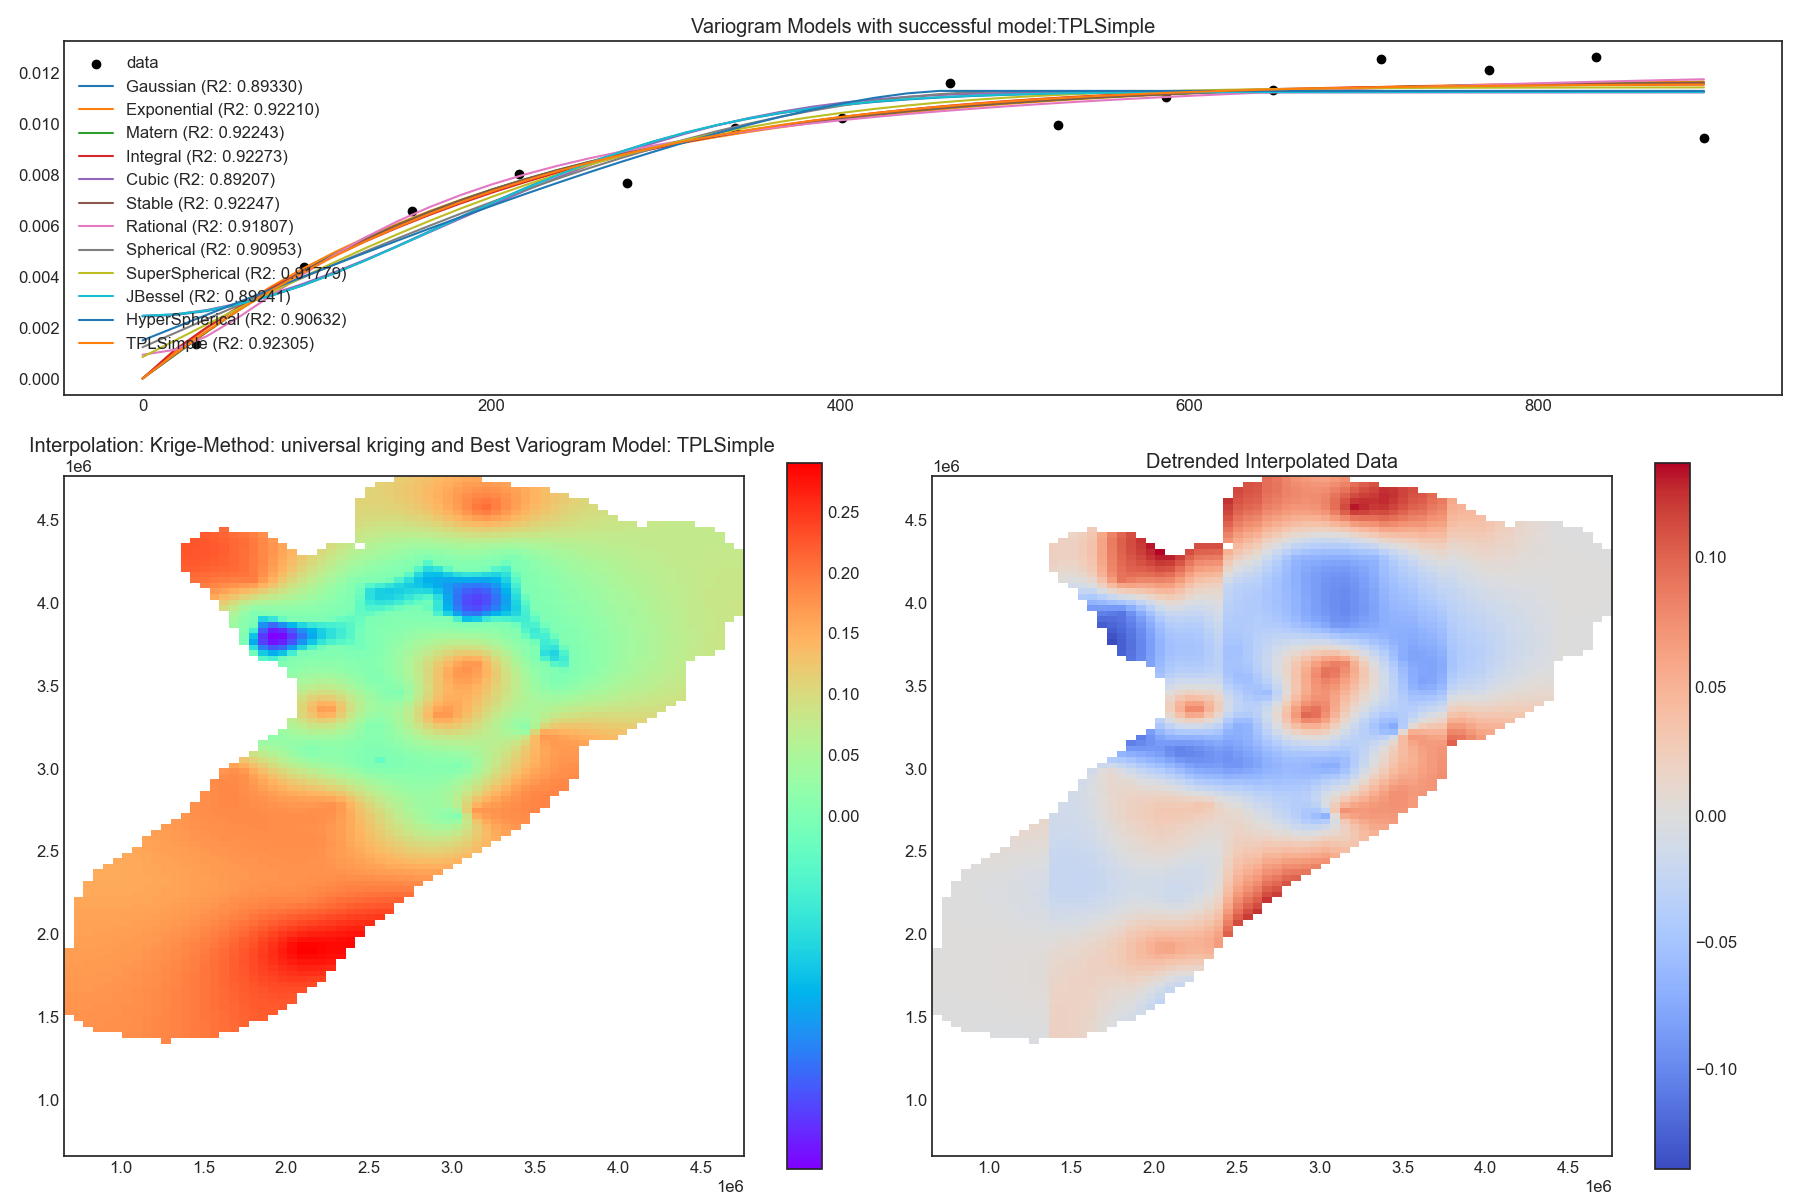 Variogram Models with successful model:TPLSimple
data
Gaussian (R2: 0.89330)
Exponential (R2: 0.92210)
Matern (R2: 0.92243)
Integral (R2: 0.92273)
Cubic (R2: 0.89207)
Stable (R2: 0.92247)
Rational (R2: 0.91807)
Spherical (R2: 0.90953)
SuperSpherical (R2: 0.91779)
JBessel (R2: 0.89241)
HyperSpherical (R2: 0.90632)
TPLSimple (R2: 0.92305)
0.012
0.010
0.008
0.006
0.004
0.002
0.000
0 200 400 600 800
Interpolation: Krige-Method: universal kriging and Best Variogram Model: TPLSimple
1e6
4.5
4.0
3.5
3.0
2.5
2.0
1.5
1.0
1.0 1.5 2.0 2.5 3.0 3.5 4.0 4.5
1e6
0.25
0.20
0.15
0.10
0.05
0.00
Detrended Interpolated Data
1e6
4.5
4.0
3.5
3.0
2.5
2.0
1.5
1.0
1.0 1.5 2.0 2.5 3.0 3.5 4.0 4.5
1e6
0.10
0.05
0.00
−0.05
−0.10